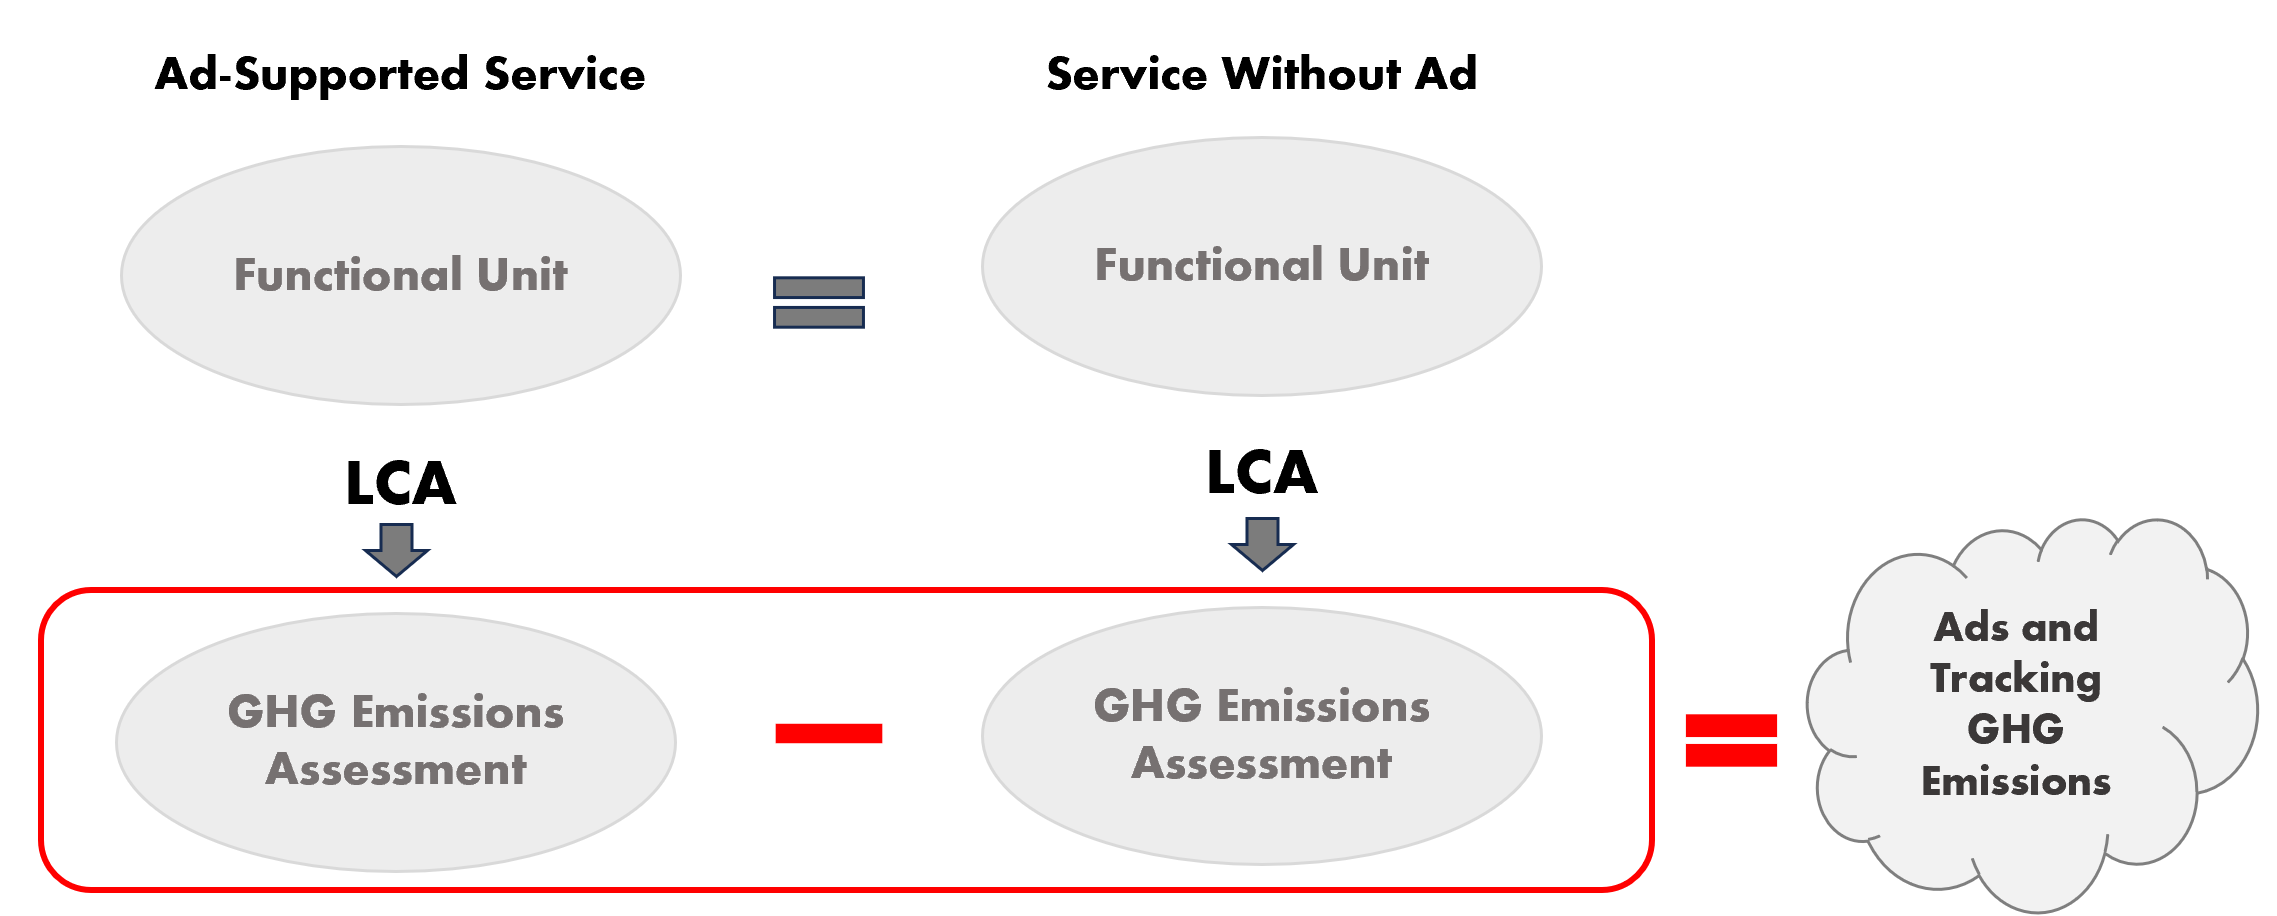 Ad-Supported Service
Service Without Ad
Functional Unit
Functional Unit
LCA
LCA
GHG Emissions
Assessment
GHG Emissions
Assessment
Ads and
Tracking
GHG
Emissions